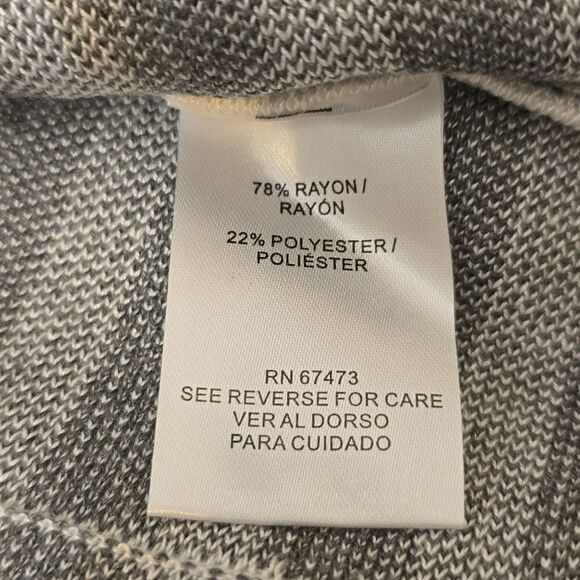 78% RAYON /
RAYÓN
22% POLYESTER /
POLIÉSTER
RN 67473
SEE REVERSE FOR CARE
VER AL DORSO
PARA CUIDADO